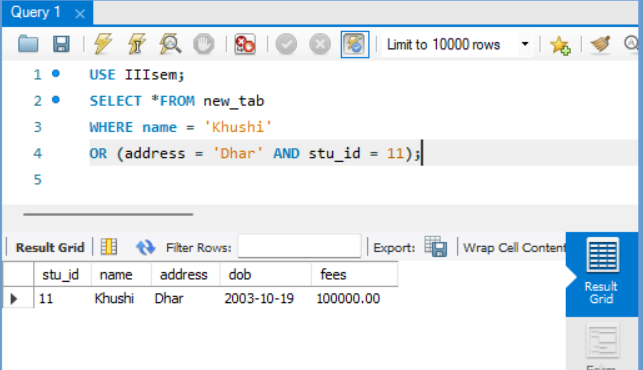 Query 1
Limit to 10000 rows
1 USE IIIsem;
2 SELECT *FROM new_tab
3 WHERE name = 'Khushi'
4 OR (address = 'Dhar' AND stu_id = 11);
5
Result Grid Filter Rows: Export: Wrap Cell Content
stu_id name address dob fees
11 Khushi Dhar 2003-10-19 100000.00
Result
Grid